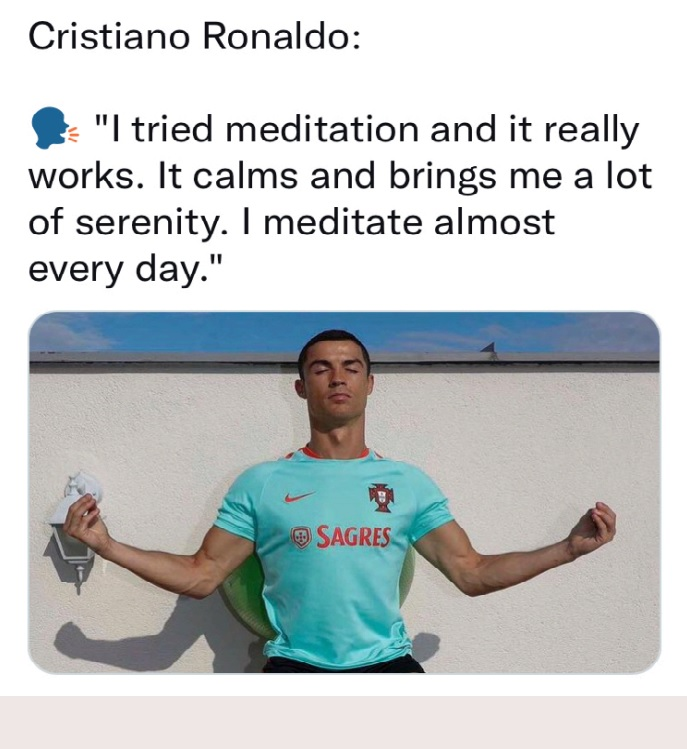 Cristiano Ronaldo:
🗣 "I tried meditation and it really
works. It calms and brings me a lot
of serenity. I meditate almost
every day."
SAGRES